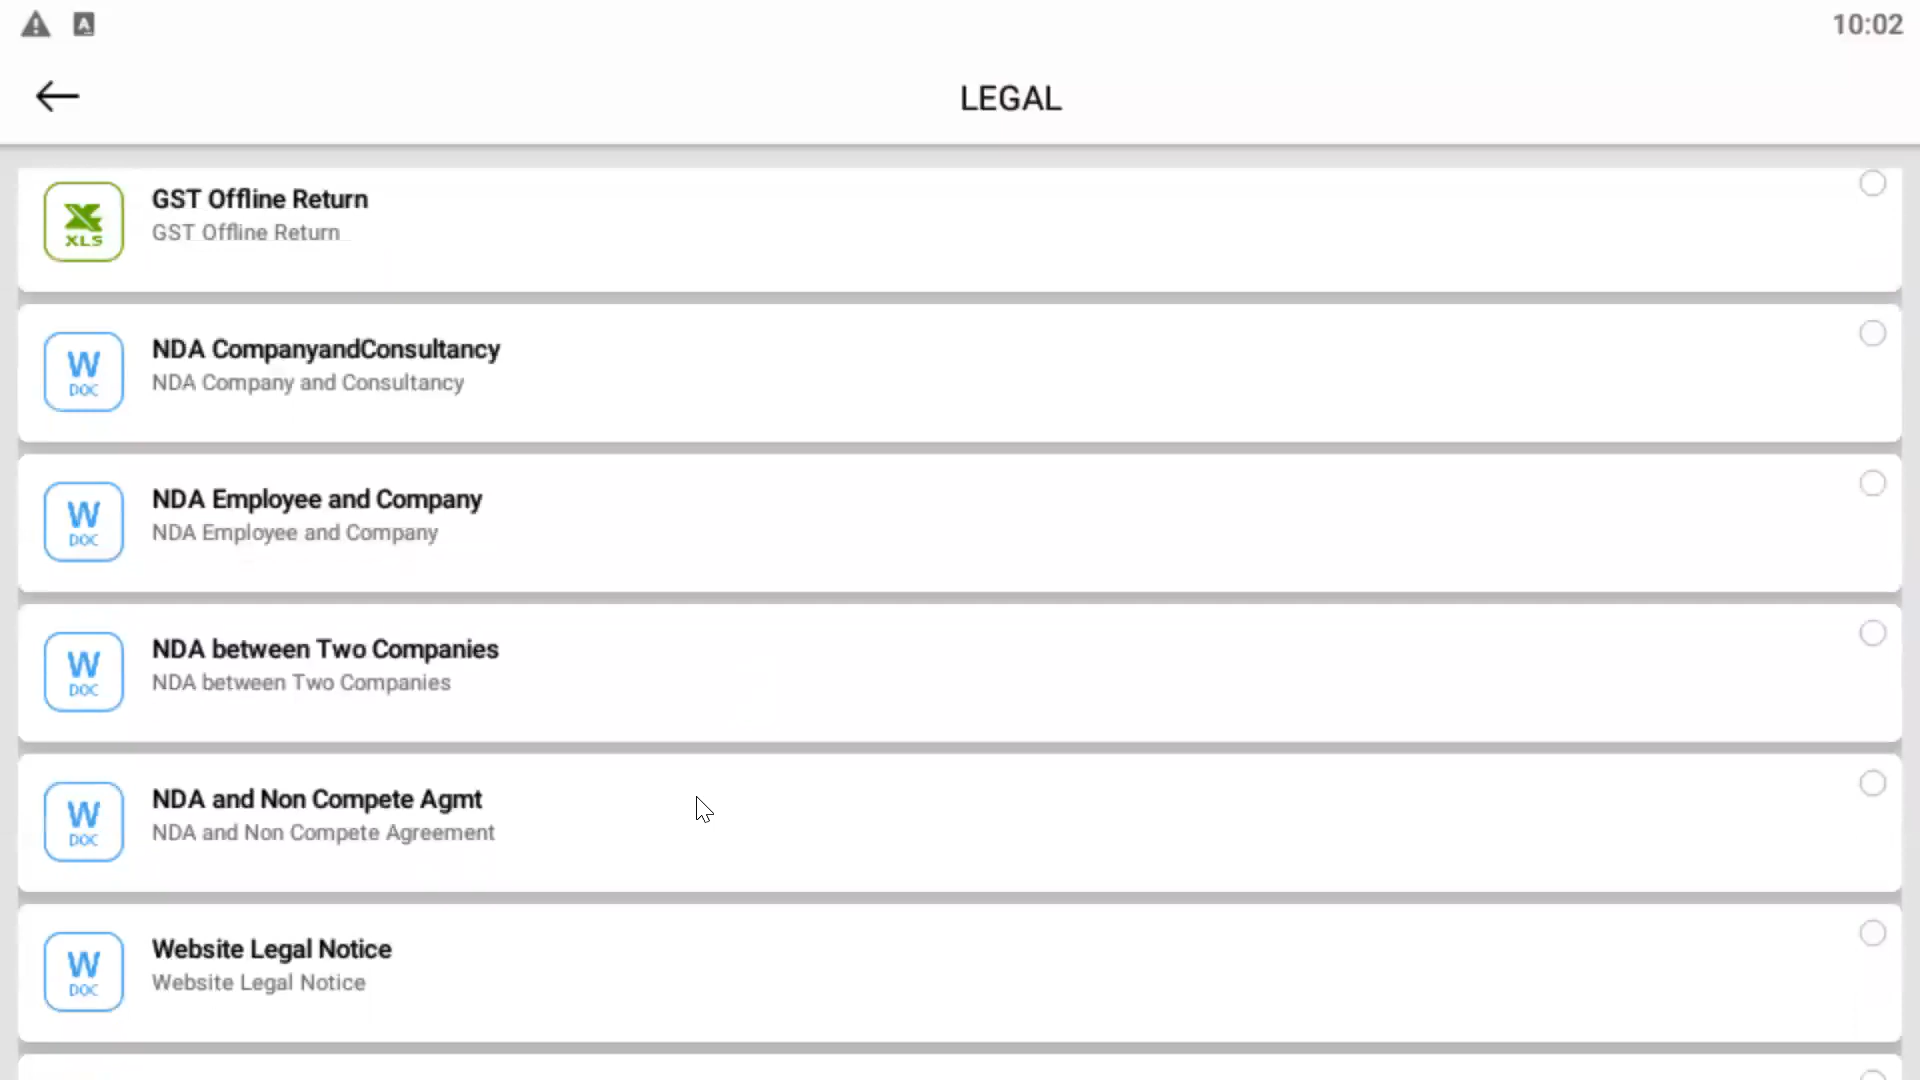 10:02
LEGAL
GST Offline Return
GST Offline Return
XLS
NDA CompanyandConsultancy
NDA Company and Consultancy
W
DOC
NDA Employee and Company
NDA Employee and Company
W
DOC
NDA between Two Companies
NDA between Two Companies
W
DOC
NDA and Non Compete Agmt
NDA and Non Compete Agreement
W
DOC
Website Legal Notice
Website Legal Notice
W
DOC